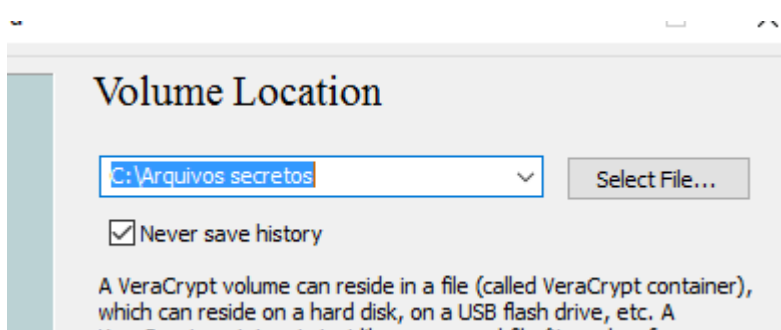 Volume Location
C:\Arquivos secretos
Select File...
Never save history
A VeraCrypt volume can reside in a file (called VeraCrypt container),
which can reside on a hard disk, on a USB flash drive, etc. A